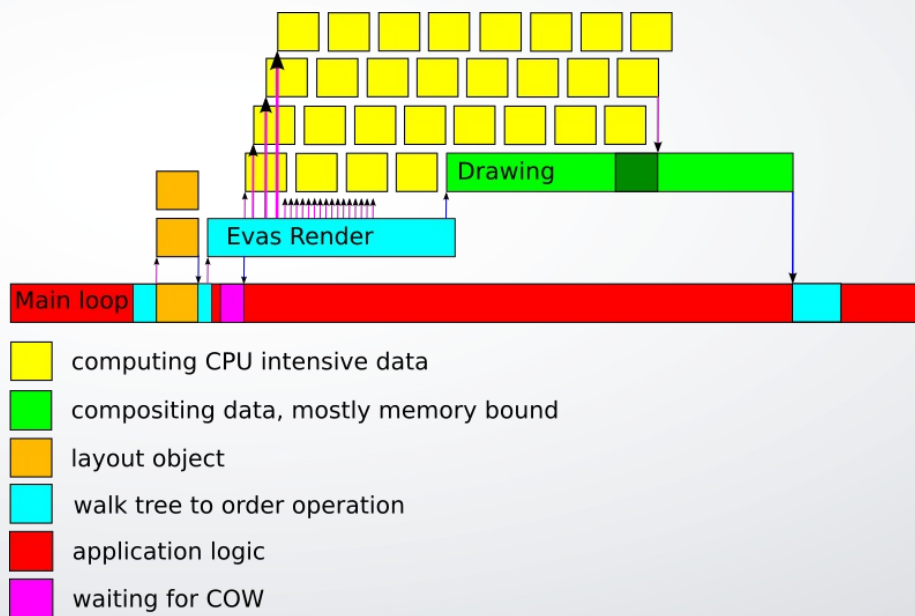 Drawing
Evas Render
Main loop
computing CPU intensive data
compositing data, mostly memory bound
layout object
walk tree to order operation
application logic
waiting for COW